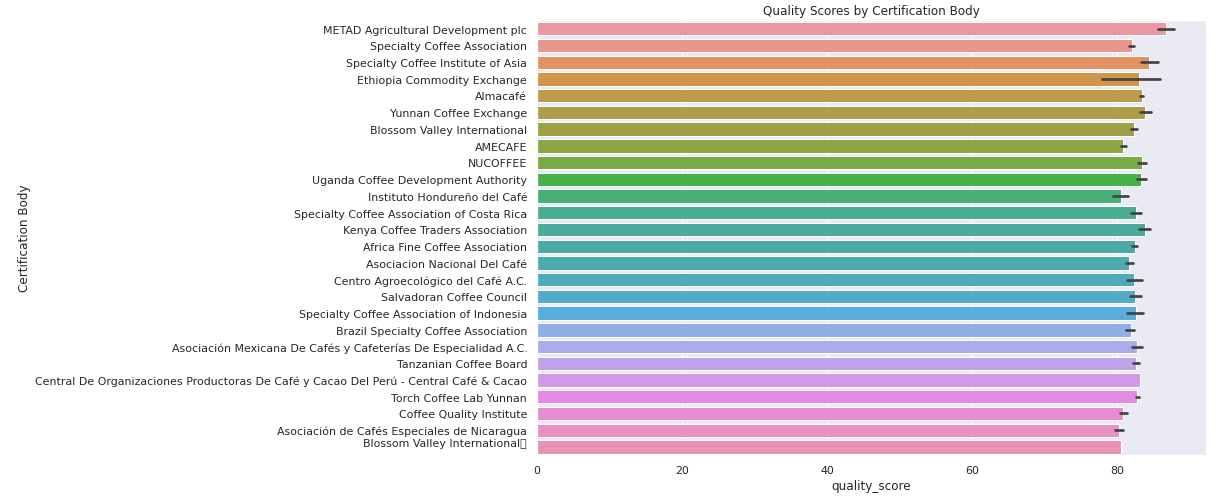 Quality Scores by Certification Body
METAD Agricultural Development plc
Specialty Coffee Association
Specialty Coffee Institute of Asia
Ethiopia Commodity Exchange
Almacafé
Yunnan Coffee Exchange
Blossom Valley International
AMECAFE
NUCOFFEE
Uganda Coffee Development Authority
Instituto Hondureño del Café
Specialty Coffee Association of Costa Rica
Kenya Coffee Traders Association
Africa Fine Coffee Association
Asociacion Nacional Del Café
Centro Agroecológico del Café A.C.
Salvadoran Coffee Council
Specialty Coffee Association of Indonesia
Brazil Specialty Coffee Association
Asociación Mexicana De Cafés y Cafeterías De Especialidad A.C.
Tanzanian Coffee Board
Central De Organizaciones Productoras De Café y Cacao Del Perú - Central Café & Cacao
Torch Coffee Lab Yunnan
Coffee Quality Institute
Asociación de Cafés Especiales de Nicaragua
Blossom Valley International
Certification Body
0 20 40 60 80
quality_score